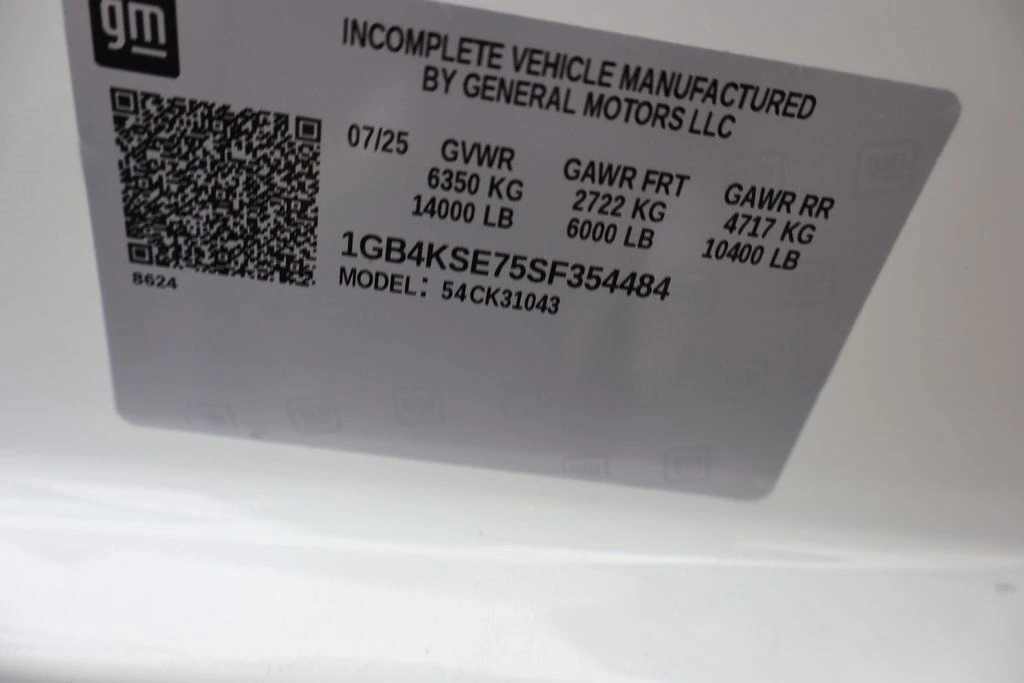 gm
INCOMPLETE VEHICLE MANUFACTURED
BY GENERAL MOTORS LLC
07/25
GVWR
6350 KG
14000 LB
GAWR FRT
2722 KG
6000 LB
GAWR RR
4717 KG
10400 LB
1GB4KSE75SF354484
MODEL: 54CK31043
8624